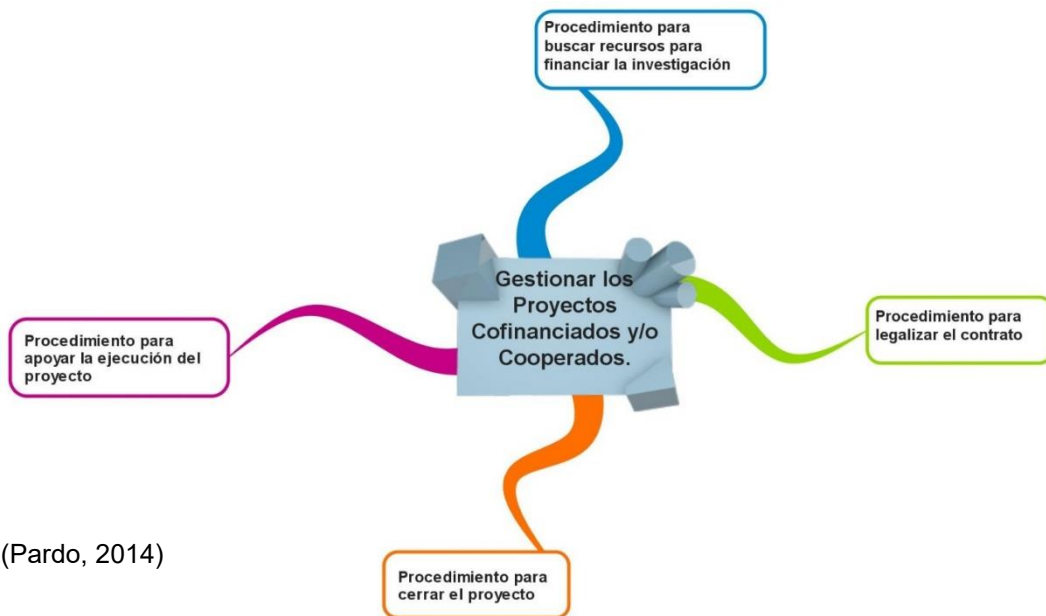 Procedimiento para
buscar recursos para
financiar la investigación
Gestionar los
Proyectos
Cofinanciados y/o
Cooperados.
Procedimiento para
legalizar el contrato
Procedimiento para
apoyar la ejecución del
proyecto
(Pardo, 2014)
Procedimiento para
cerrar el proyecto